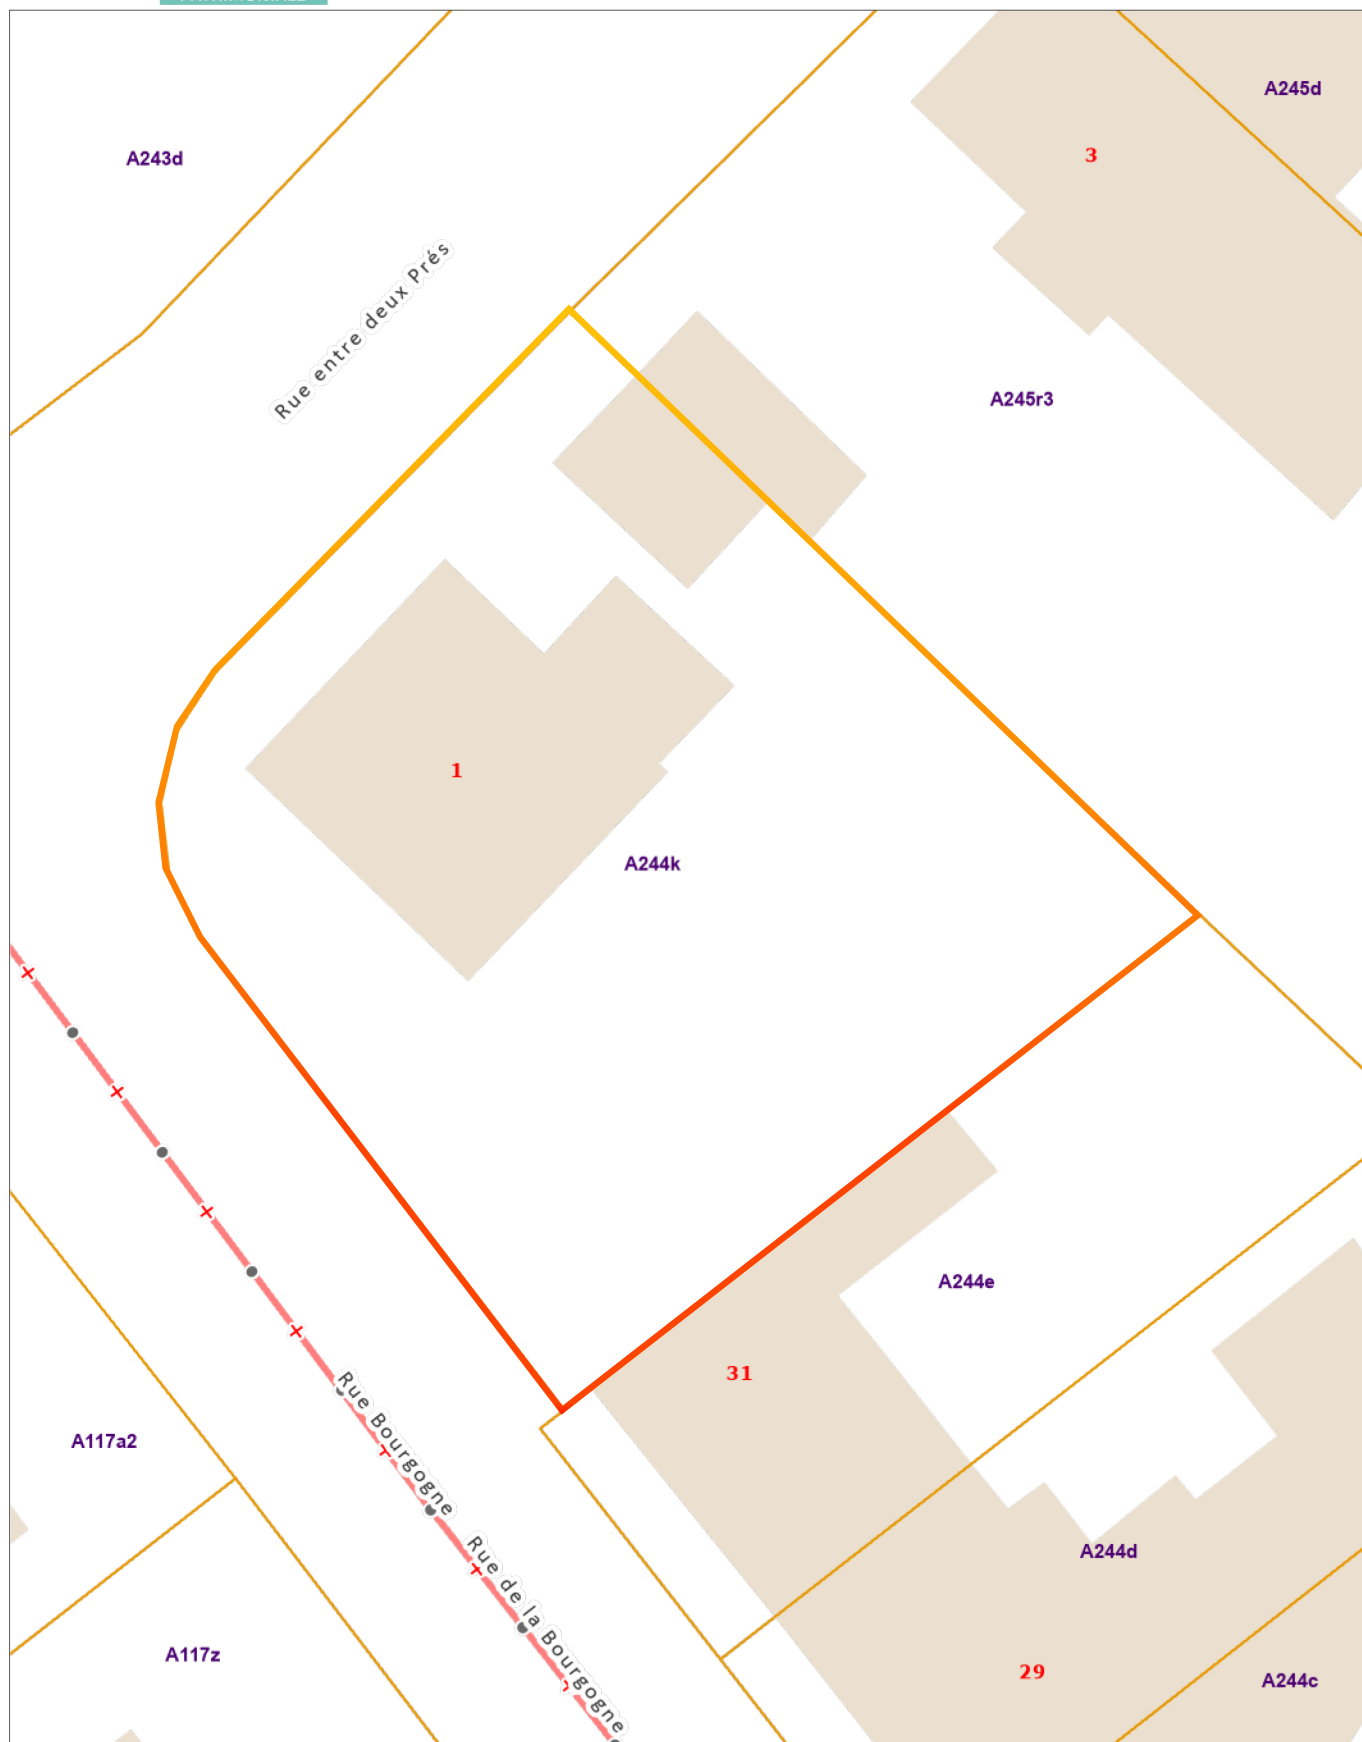 A245d
3
A243d
Rue entre deux Prés
A245r3
1
A244k
A244e
31
Rue Bourgogne
A117a2
A244d
Rue de la Bourgogne
A117z
29
A244c